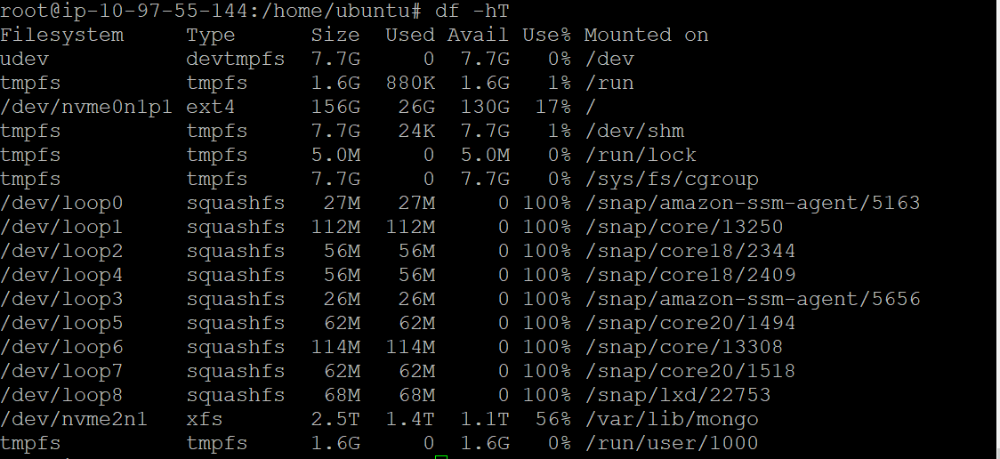 root@ip-10-97-55-144:/home/ubuntu# df -hT
Filesystem     Type      Size  Used Avail Use% Mounted on
udev           devtmpfs  7.7G     0  7.7G   0% /dev
tmpfs          tmpfs     1.6G  880K  1.6G   1% /run
/dev/nvme0n1p1 ext4      156G   26G  130G  17% /
tmpfs          tmpfs     7.7G   24K  7.7G   1% /dev/shm
tmpfs          tmpfs     5.0M     0  5.0M   0% /run/lock
tmpfs          tmpfs     7.7G     0  7.7G   0% /sys/fs/cgroup
/dev/loop0     squashfs   27M   27M     0 100% /snap/amazon-ssm-agent/5163
/dev/loop1     squashfs  112M  112M     0 100% /snap/core/13250
/dev/loop2     squashfs   56M   56M     0 100% /snap/core18/2344
/dev/loop4     squashfs   56M   56M     0 100% /snap/core18/2409
/dev/loop3     squashfs   26M   26M     0 100% /snap/amazon-ssm-agent/5656
/dev/loop5     squashfs   62M   62M     0 100% /snap/core20/1494
/dev/loop6     squashfs  114M  114M     0 100% /snap/core/13308
/dev/loop7     squashfs   62M   62M     0 100% /snap/core20/1518
/dev/loop8     squashfs   68M   68M     0 100% /snap/lxd/22753
/dev/nvme2n1   xfs       2.5T  1.4T  1.1T  56% /var/lib/mongo
tmpfs          tmpfs     1.6G     0  1.6G   0% /run/user/1000